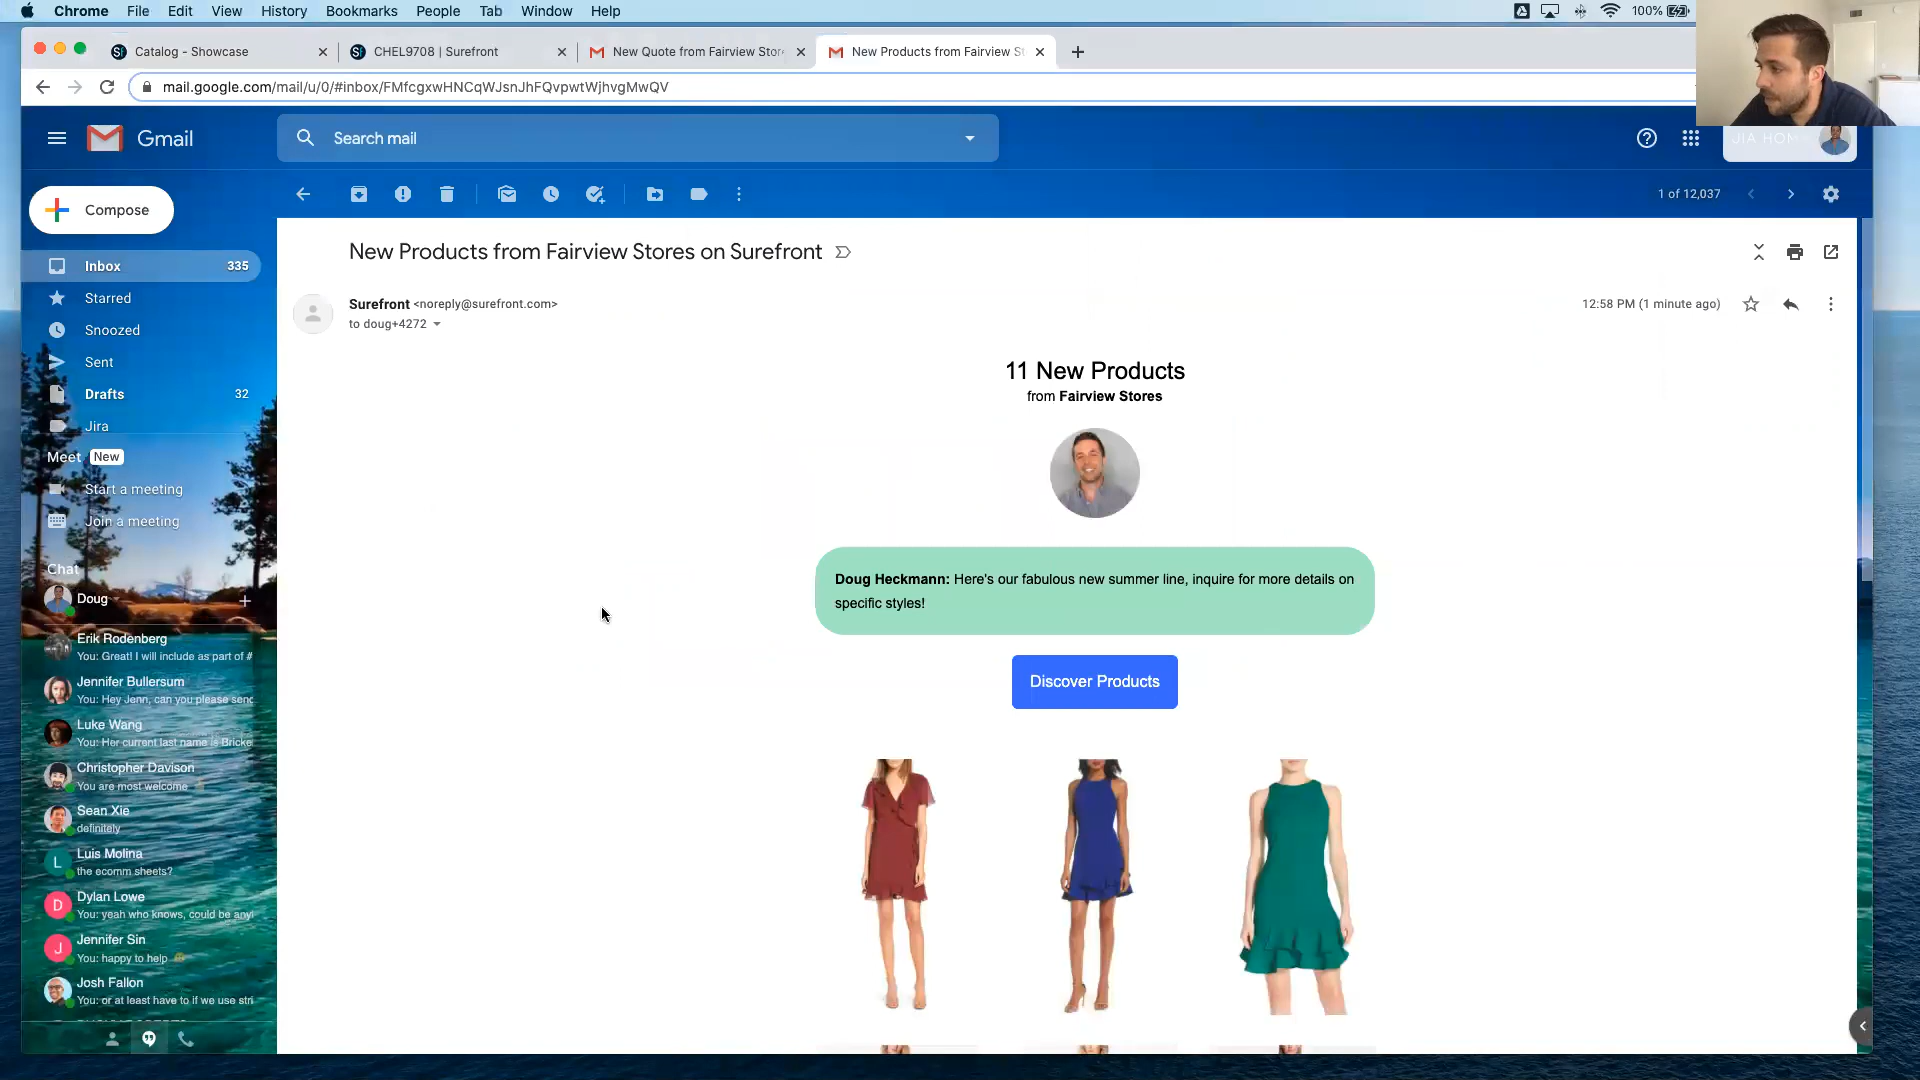 Chrome File Edit View History Bookmarks People Tab Window Help 100%
Catalog - Showcase
CHEL9708 | Surefront
New Quote from Fairview Stor
New Products from Fairview St
mail.google.com/mail/u/0/#inbox/FMfcgxwHNCqWJsnJhFQvpwtWjhvgMwQV
Gmail
Search mail
JIA HOM
Compose
1 of 12,037
Inbox 335
Starred
Snoozed
Sent
Drafts 32
Jira
Meet New
Start a meeting
Join a meeting
Chat
Doug
Erik Rodenberg
You: Great! I will include as part of #
Jennifer Bullersum
You: Hey Jenn, can you please send
Luke Wang
You: Her current last name is Bricke
Christopher Davison
You are most welcome
Sean Xie
definitely
L
Luis Molina
the ecomm sheets?
D
Dylan Lowe
You: yeah who knows, could be anyt
J
Jennifer Sin
You: happy to help
Josh Fallon
You: or at least have to if we use stri
New Products from Fairview Stores on Surefront
Surefront <noreply@surefront.com>
12:58 PM (1 minute ago)
to doug+4272
11 New Products
from Fairview Stores
Doug Heckmann: Here's our fabulous new summer line, inquire for more details on
specific styles!
Discover Products